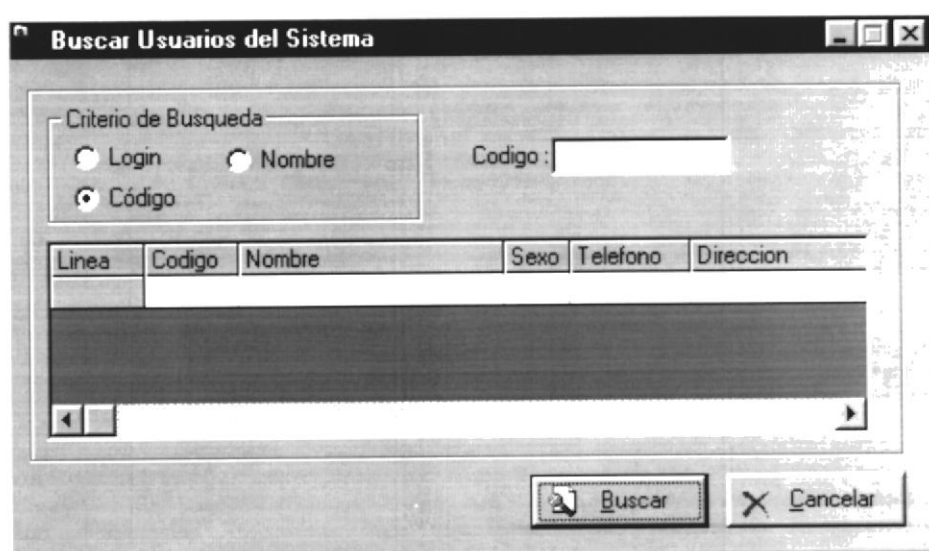 Buscar Usuarios del Sistema
Criterio de Busqueda
Login Nombre Codigo :
Código
Linea Codigo Nombre Sexo Telefono Direccion
Buscar Cancelar